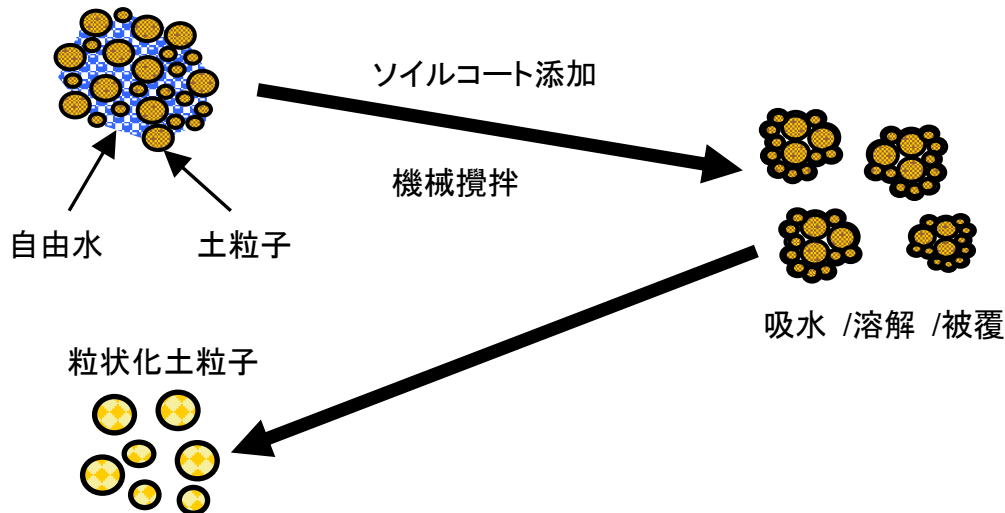 ソイルコート添加
機械攪拌
自由水
土粒子
吸水 /溶解 /被覆
粒状化土粒子